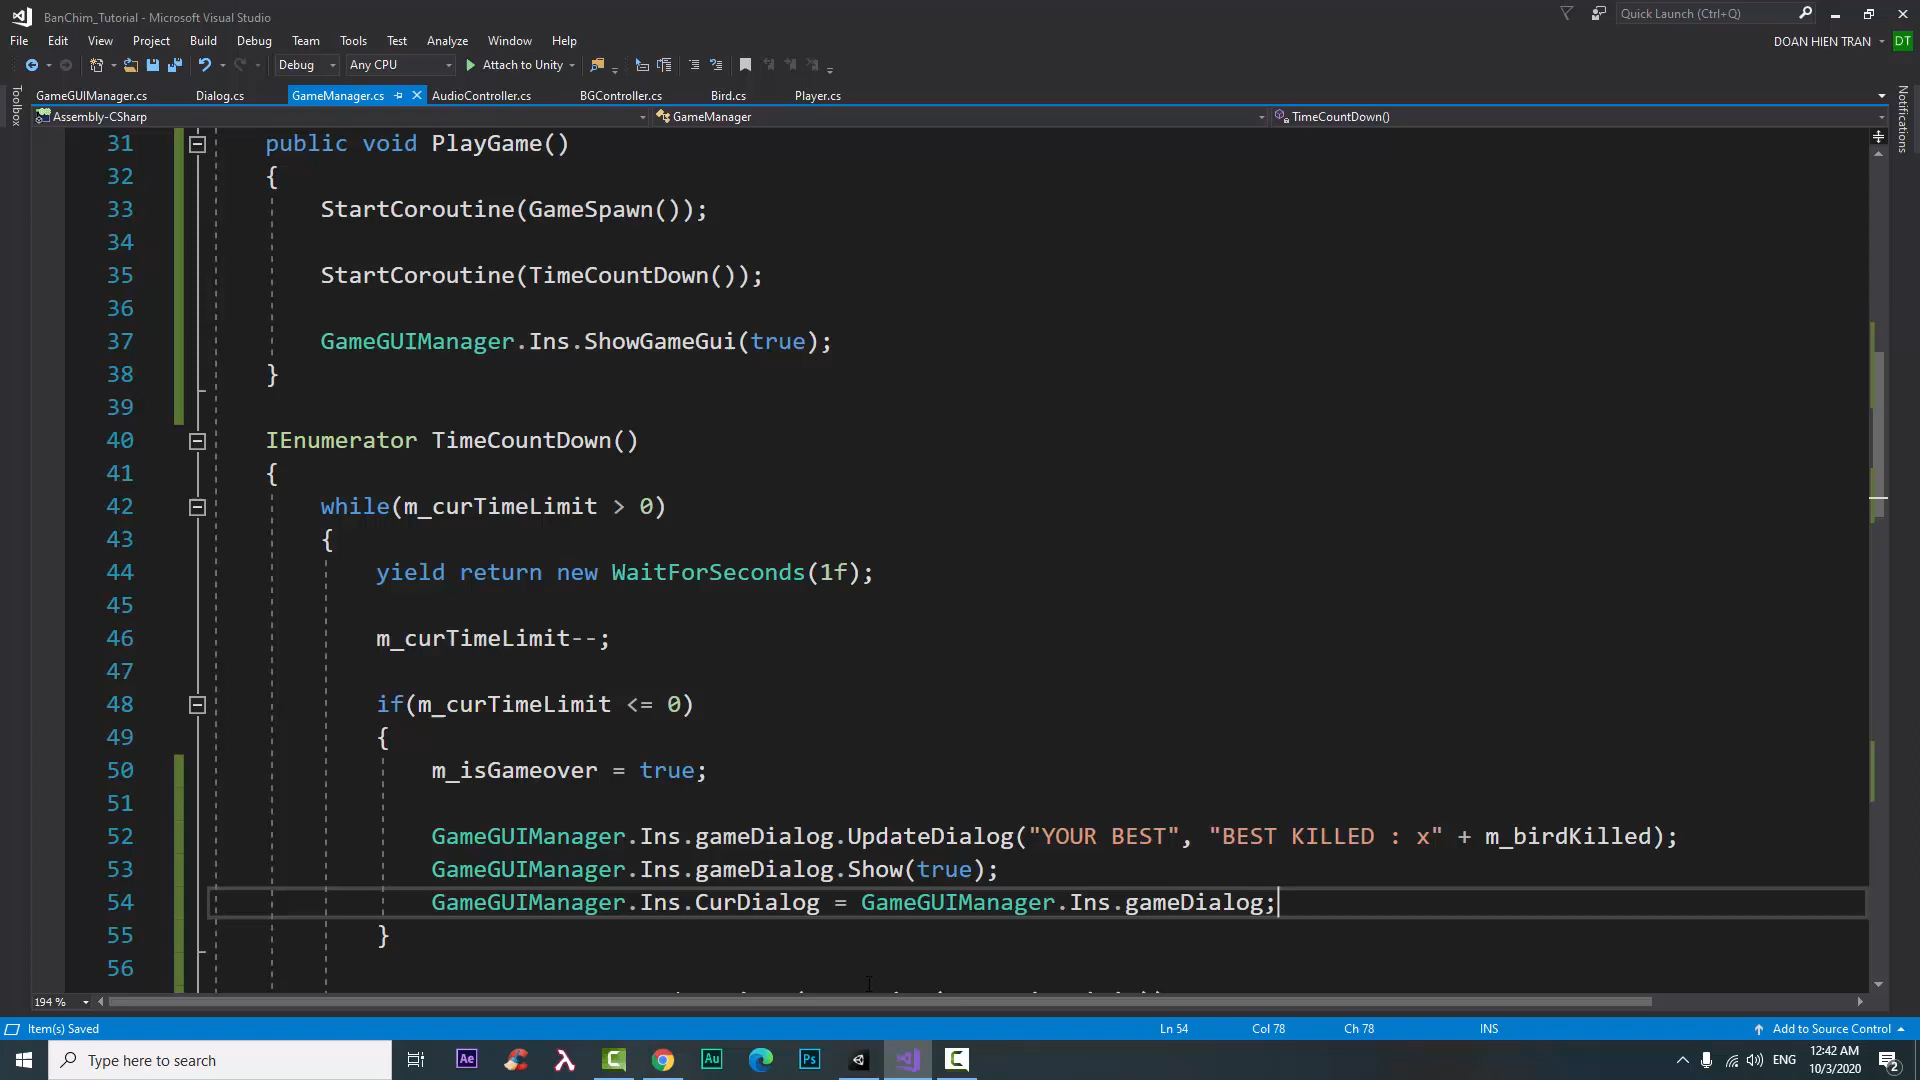 BanChim_Tutorial - Microsoft Visual Studio
Quick Launch (Ctrl+Q)
File Edit View Project Build Debug Team Tools Test Analyze Window Help
DOAN HIEN TRAN DT
Debug Any CPU Attach to Unity
Toolbox
Notifications
GameGUIManager.cs Dialog.cs GameManager.cs AudioController.cs BGController.cs Bird.cs Player.cs
Assembly-CSharp GameManager TimeCountDown()
31 public void PlayGame()
32 {
33 StartCoroutine(GameSpawn());
34
35 StartCoroutine(TimeCountDown());
36
37 GameGUIManager.Ins.ShowGameGui(true);
38 }
39
40 IEnumerator TimeCountDown()
41 {
42 while(m_curTimeLimit > 0)
43 {
44 yield return new WaitForSeconds(1f);
45
46 m_curTimeLimit--;
47
48 if(m_curTimeLimit <= 0)
49 {
50 m_isGameover = true;
51
52 GameGUIManager.Ins.gameDialog.UpdateDialog("YOUR BEST", "BEST KILLED : x" + m_birdKilled);
53 GameGUIManager.Ins.gameDialog.Show(true);
54 GameGUIManager.Ins.CurDialog = GameGUIManager.Ins.gameDialog;
55 }
56
194 %
Item(s) Saved Ln 54 Col 78 Ch 78 INS Add to Source Control
Type here to search
Ae Au Ps
ENG 12:42 AM
10/3/2020
2